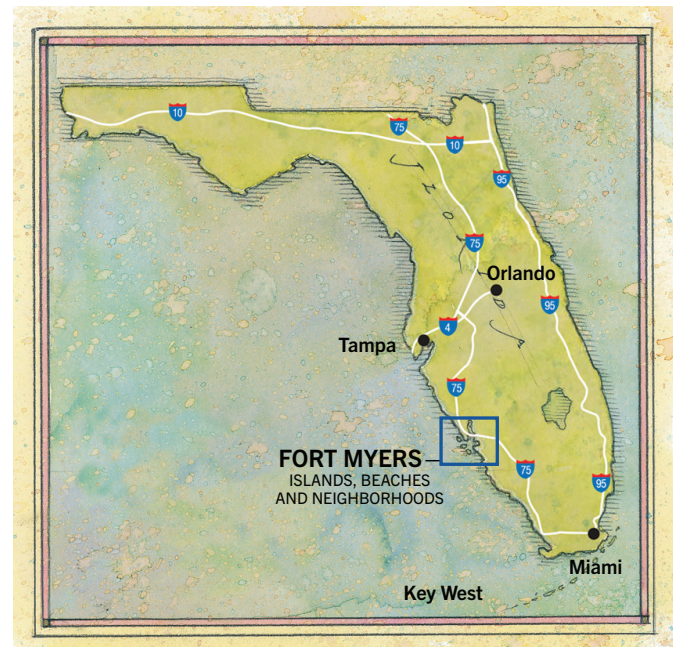 10
75
10
FLORIDA
95
75
Orlando
95
4
Tampa
75
FORT MYERS
ISLANDS, BEACHES
AND NEIGHBORHOODS
75
95
Miami
Key West